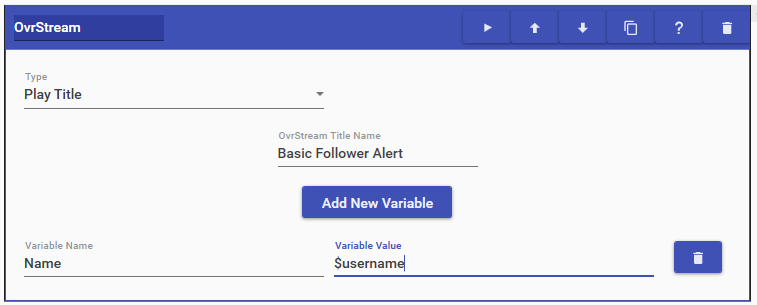 OvrStream
?
Type
Play Title
OvrStream Title Name
Basic Follower Alert
Add New Variable
Variable Name
Variable Value
Name
$username